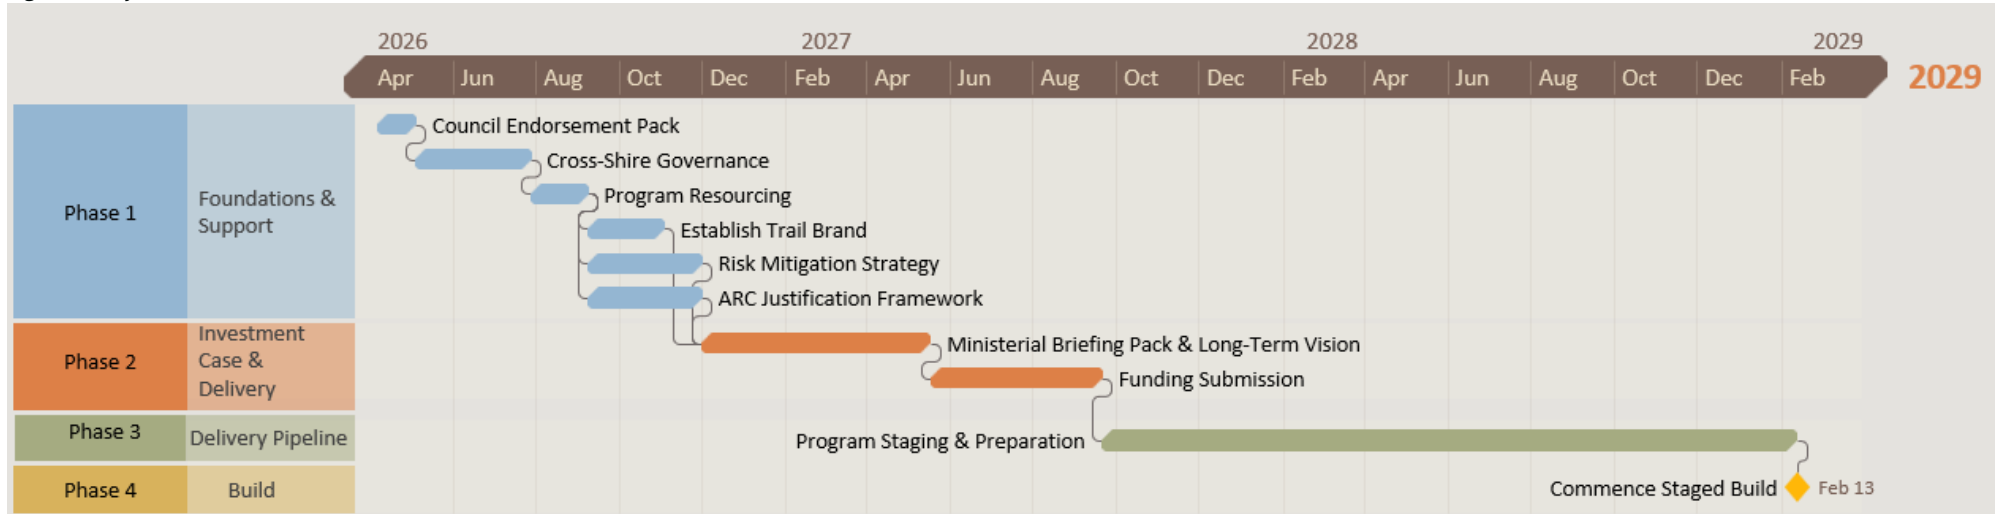 2026 2027 2028 2029
Apr Jun Aug Oct Dec Feb Apr Jun Aug Oct Dec Feb Apr Jun Aug Oct Dec Feb
2029
Phase 1
Foundations &
Support
Council Endorsement Pack
Cross-Shire Governance
Program Resourcing
Establish Trail Brand
Risk Mitigation Strategy
ARC Justification Framework
Phase 2
Investment
Case &
Delivery
Ministerial Briefing Pack & Long-Term Vision
Funding Submission
Phase 3
Delivery Pipeline
Program Staging & Preparation
Phase 4
Build
Commence Staged Build
Feb 13